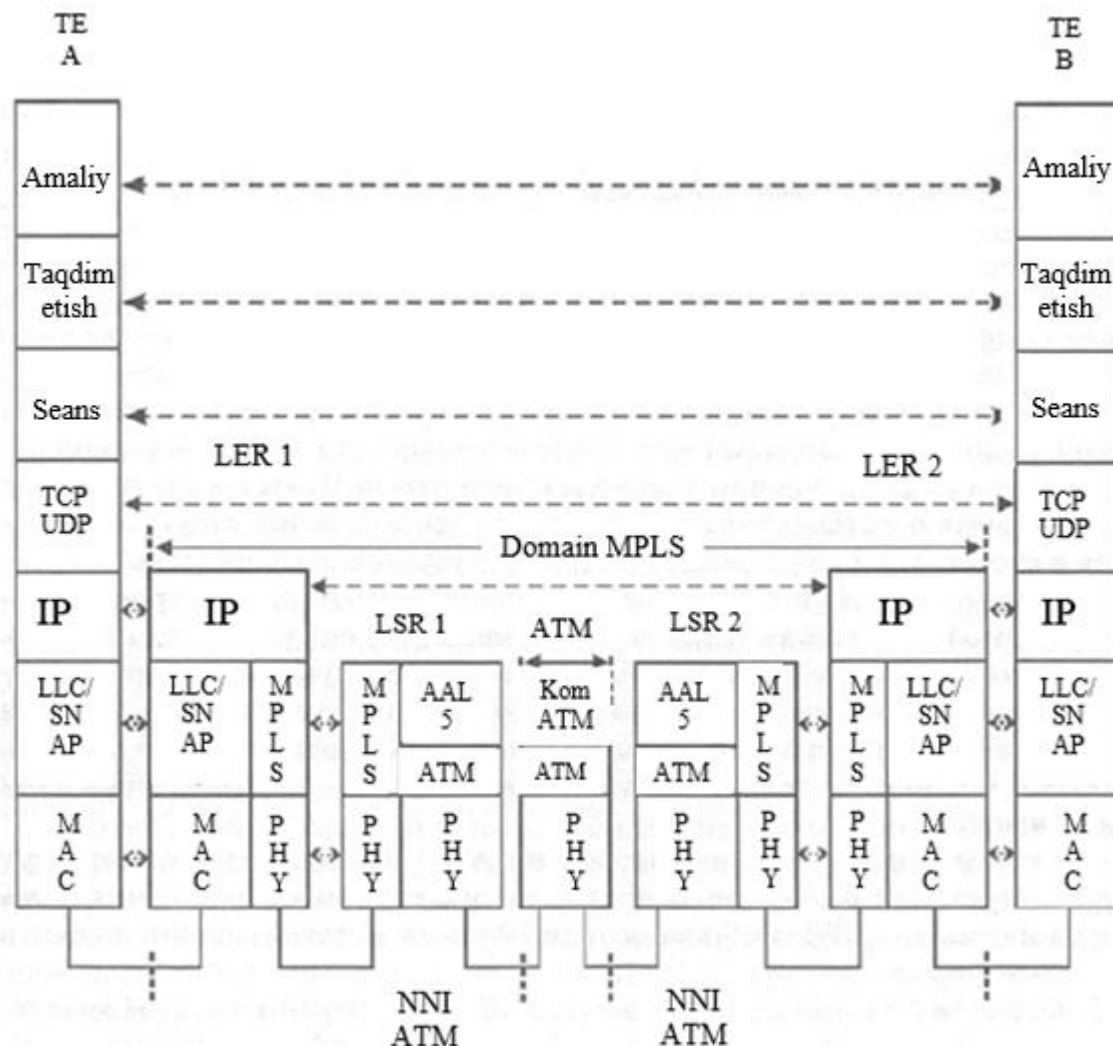 TE
A
TE
B
Amaliy
Amaliy
Taqdim
etish
Taqdim
etish
Seans
Seans
LER 1
LER 2
TCP
UDP
TCP
UDP
Domain MPLS
IP
IP
IP
IP
LSR 1
ATM
LSR 2
LLC/
SN
AP
LLC/
SN
AP
M
P
L
S
M
P
L
S
AAL
5
Kom
ATM
AAL
5
M
P
L
S
M
P
L
S
LLC/
SN
AP
LLC/
SN
AP
ATM
ATM
ATM
M
A
C
M
A
C
P
H
Y
P
H
Y
P
H
Y
P
H
Y
P
H
Y
P
H
Y
P
H
Y
M
A
C
M
A
C
NNI
ATM
NNI
ATM